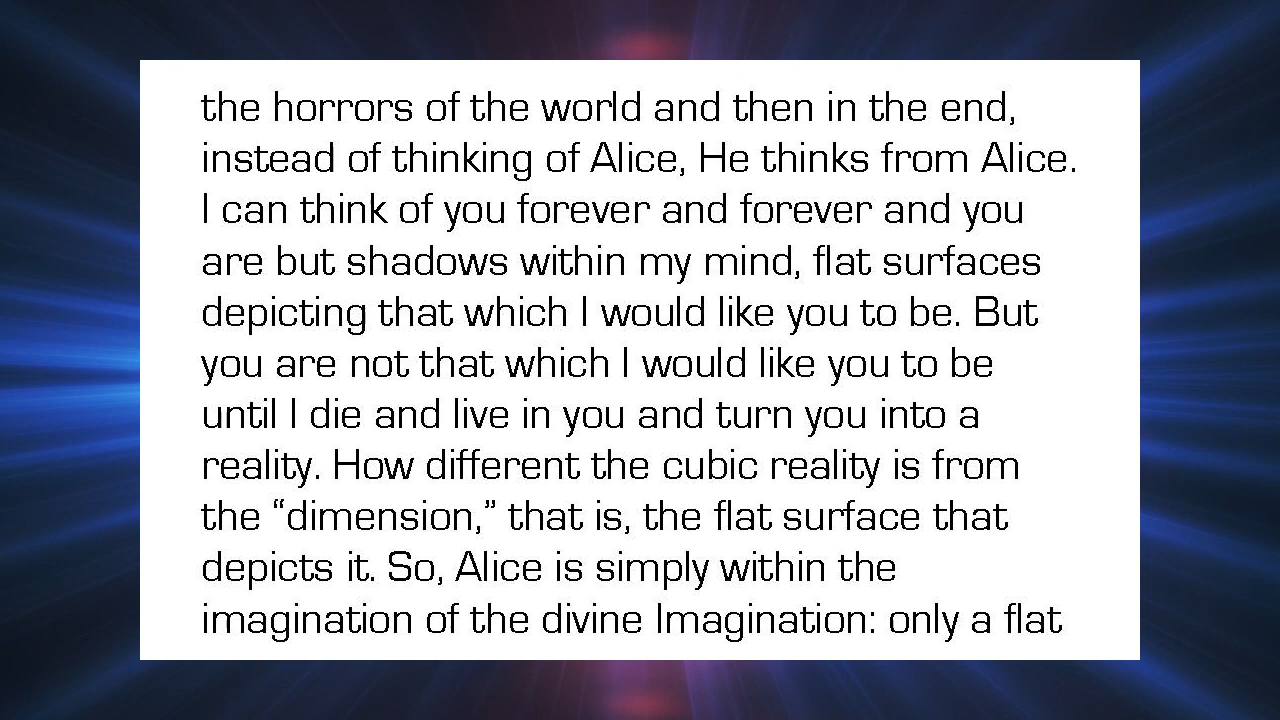 the horrors of the world and then in the end,
instead of thinking of Alice, He thinks from Alice.
I can think of you forever and forever and you
are but shadows within my mind, flat surfaces
depicting that which I would like you to be. But
you are not that which I would like you to be
until I die and live in you and turn you into a
reality. How different the cubic reality is from
the “dimension,” that is, the flat surface that
depicts it. So, Alice is simply within the
imagination of the divine Imagination: only a flat